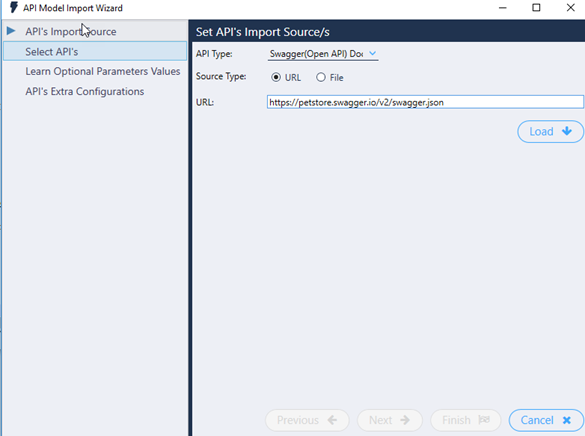 API Model Import Wizard
API's Import Source
Select API's
Learn Optional Parameters Values
API's Extra Configurations
Set API's Import Source/s
API Type: Swagger(Open API) Doc
Source Type: URL File
URL: https://petstore.swagger.io/v2/swagger.json
Load
Previous Next Finish Cancel